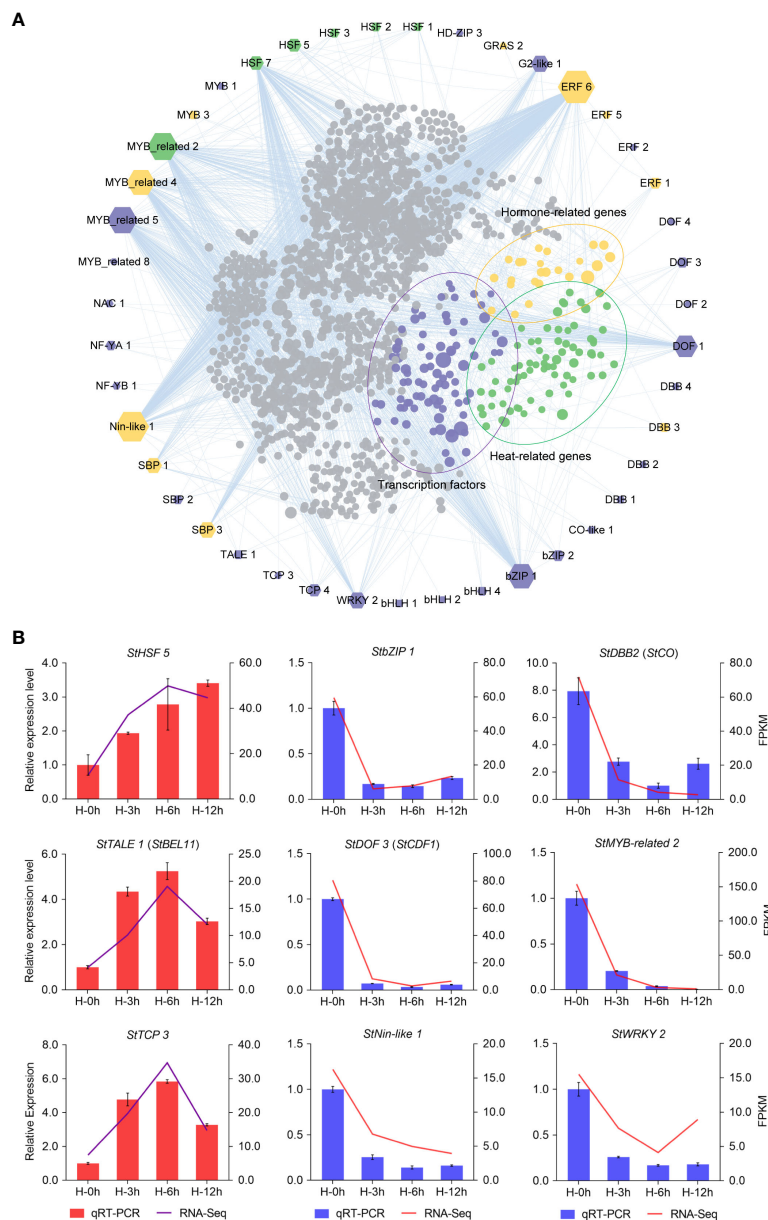 A
HSF 1
HSF 2
HSF 3
HSF 5
HSF 7
HD-ZIP 3
GRAS 2
G2-like 1
ERF 6
ERF 5
ERF 2
ERF 1
DOF 4
DOF 3
DOF 2
DOF 1
DBB 4
DBB 3
DBB 2
DBB 1
CO-like 1
bZIP 2
bZIP 1
bHLH 4
bHLH 2
bHLH 1
WRKY 2
TCP 4
TCP 3
TALE 1
SBP 3
SBP 2
SBP 1
Nin-like 1
NF-YB 1
NF-YA 1
NAC 1
MYB_related 8
MYB_related 5
MYB_related 4
MYB_related 2
MYB 3
MYB 1
Hormone-related genes
Heat-related genes
Transcription factors
B
StHSF 5
Relative expression level
4.0
3.0
2.0
1.0
0.0
60.0
40.0
20.0
0.0
H-0h H-3h H-6h H-12h
StbZIP 1
1.5
1.0
0.5
0.0
80.0
60.0
40.0
20.0
0.0
H-0h H-3h H-6h H-12h
StDBB2 (StCO)
10.0
8.0
6.0
4.0
2.0
0.0
80.0
60.0
40.0
20.0
0.0
FPKM
H-0h H-3h H-6h H-12h
StTALE 1 (StBEL11)
Relative expression level
6.0
4.0
2.0
0.0
25.0
20.0
15.0
10.0
5.0
0.0
H-0h H-3h H-6h H-12h
StDOF 3 (StCDF1)
1.5
1.0
0.5
0.0
100.0
80.0
60.0
40.0
20.0
0.0
H-0h H-3h H-6h H-12h
StMYB-related 2
1.5
1.0
0.5
0.0
200.0
150.0
100.0
50.0
0.0
FPKM
H-0h H-3h H-6h H-12h
StTCP 3
Relative Expression
8.0
6.0
4.0
2.0
0.0
40.0
30.0
20.0
10.0
0.0
H-0h H-3h H-6h H-12h
StNin-like 1
1.5
1.0
0.5
0.0
20.0
15.0
10.0
5.0
0.0
H-0h H-3h H-6h H-12h
StWRKY 2
1.5
1.0
0.5
0.0
20.0
15.0
10.0
5.0
0.0
FPKM
H-0h H-3h H-6h H-12h
qRT-PCR RNA-Seq
qRT-PCR RNA-Seq
qRT-PCR RNA-Seq